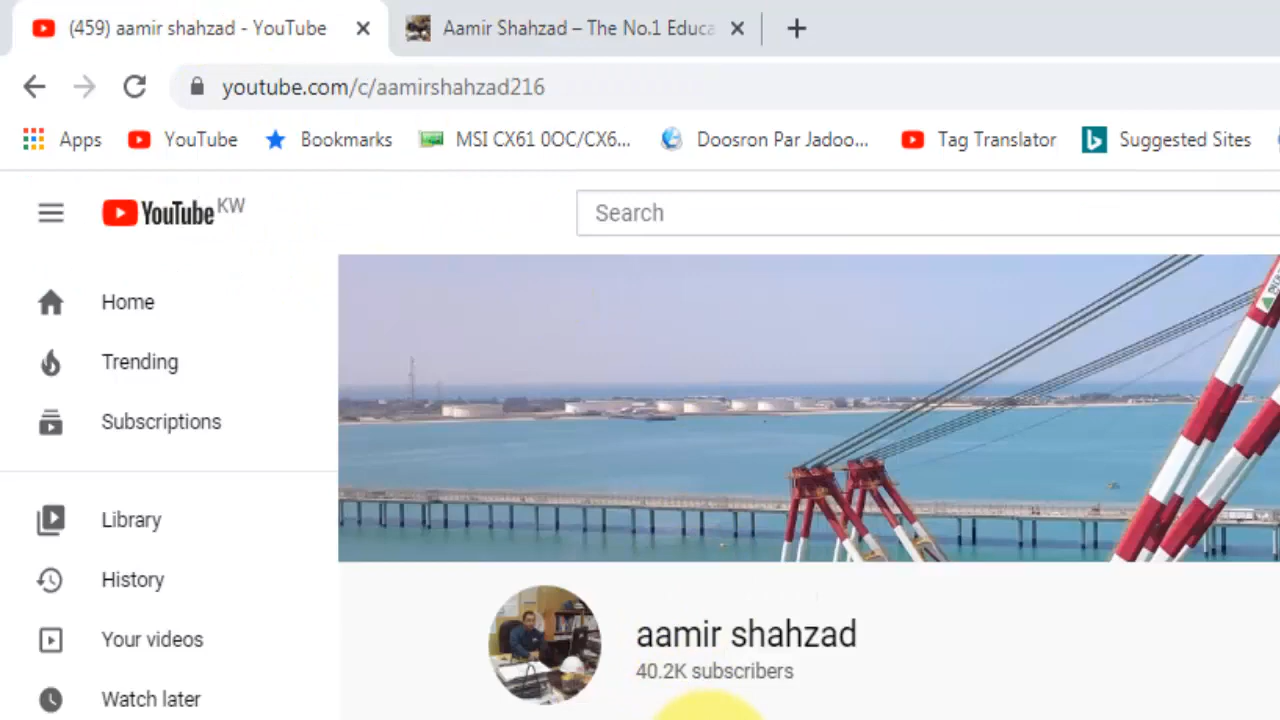 (459) aamir shahzad - YouTube
Aamir Shahzad – The No.1 Educa
youtube.com/c/aamirshahzad216
Apps
YouTube
Bookmarks
MSI CX61 0OC/CX6...
Doosron Par Jadoo...
Tag Translator
Suggested Sites
YouTube KW
Search
Home
Trending
Subscriptions
Library
History
Your videos
Watch later
aamir shahzad
40.2K subscribers